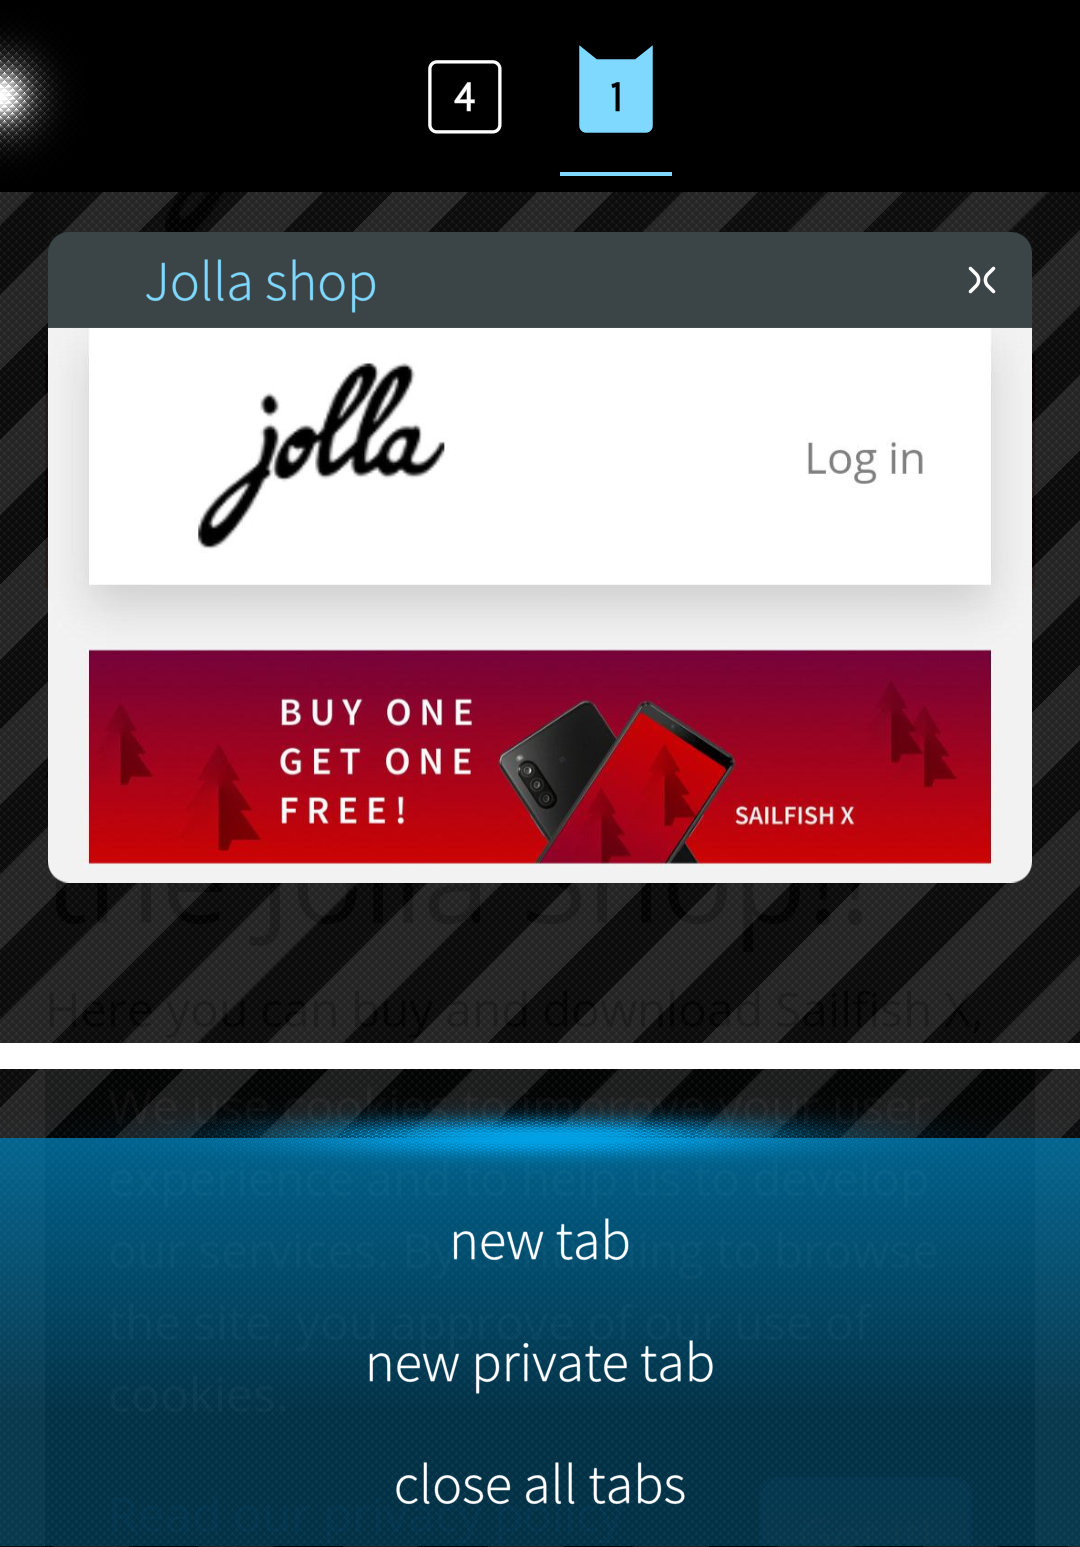 4 1
Jolla shop
jolla
Log in
BUY ONE
GET ONE
FREE!
SAILFISH X
the Jolla Shop!!
Here you can buy and download Sailfish X,
We use cookies to improve your user
experience and to help us to develop
our services. By continuing to browse
the site, you approve of our use of
cookies.
new tab
new private tab
close all tabs